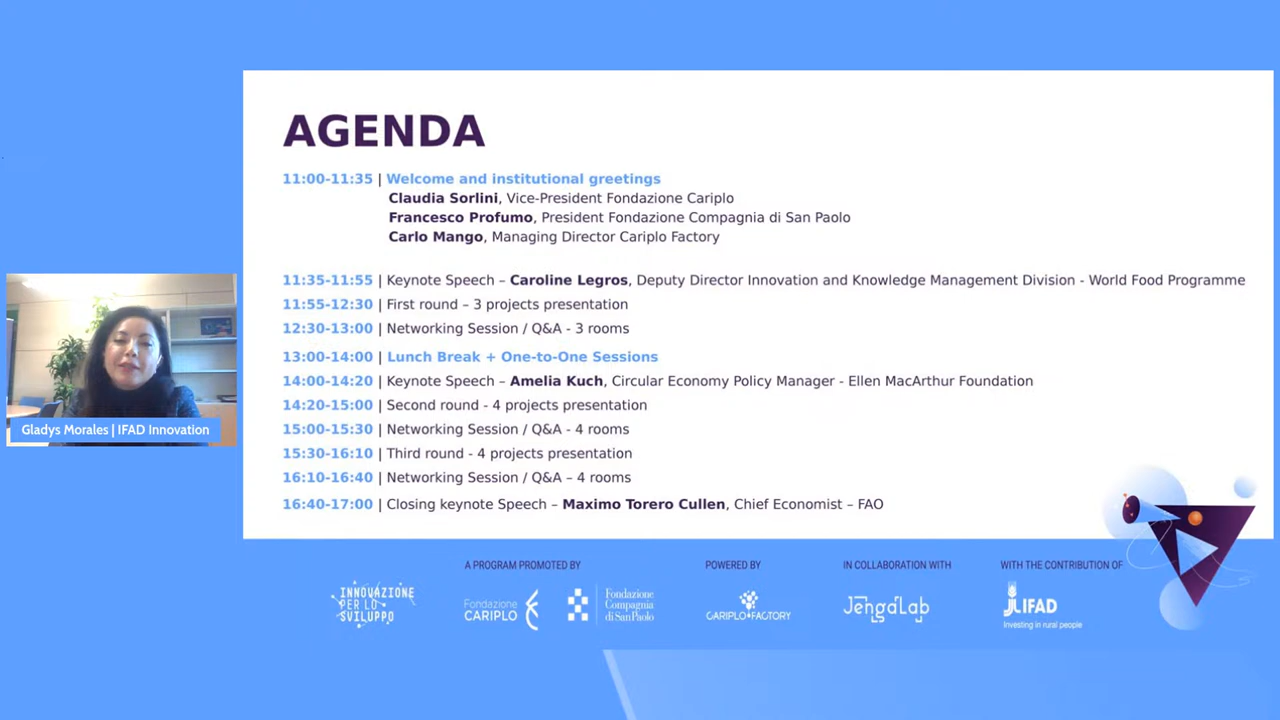 AGENDA
11:00-11:35 | Welcome and institutional greetings
Claudia Sorlini, Vice-President Fondazione Cariplo
Francesco Profumo, President Fondazione Compagnia di San Paolo
Carlo Mango, Managing Director Cariplo Factory
11:35-11:55 | Keynote Speech – Caroline Legros, Deputy Director Innovation and Knowledge Management Division - World Food Programme
11:55-12:30 | First round – 3 projects presentation
12:30-13:00 | Networking Session / Q&A - 3 rooms
13:00-14:00 | Lunch Break + One-to-One Sessions
14:00-14:20 | Keynote Speech – Amelia Kuch, Circular Economy Policy Manager - Ellen MacArthur Foundation
14:20-15:00 | Second round - 4 projects presentation
15:00-15:30 | Networking Session / Q&A - 4 rooms
15:30-16:10 | Third round - 4 projects presentation
16:10-16:40 | Networking Session / Q&A – 4 rooms
16:40-17:00 | Closing keynote Speech – Maximo Torero Cullen, Chief Economist – FAO
Gladys Morales | IFAD Innovation
A PROGRAM PROMOTED BY
POWERED BY
IN COLLABORATION WITH
WITH THE CONTRIBUTION OF
INNOVAZIONE
PER LO
SVILUPPO
Fondazione
CARIPLO
Fondazione
Compagnia
di San Paolo
CARIPLO FACTORY
JengaLab
IFAD
Investing in rural people